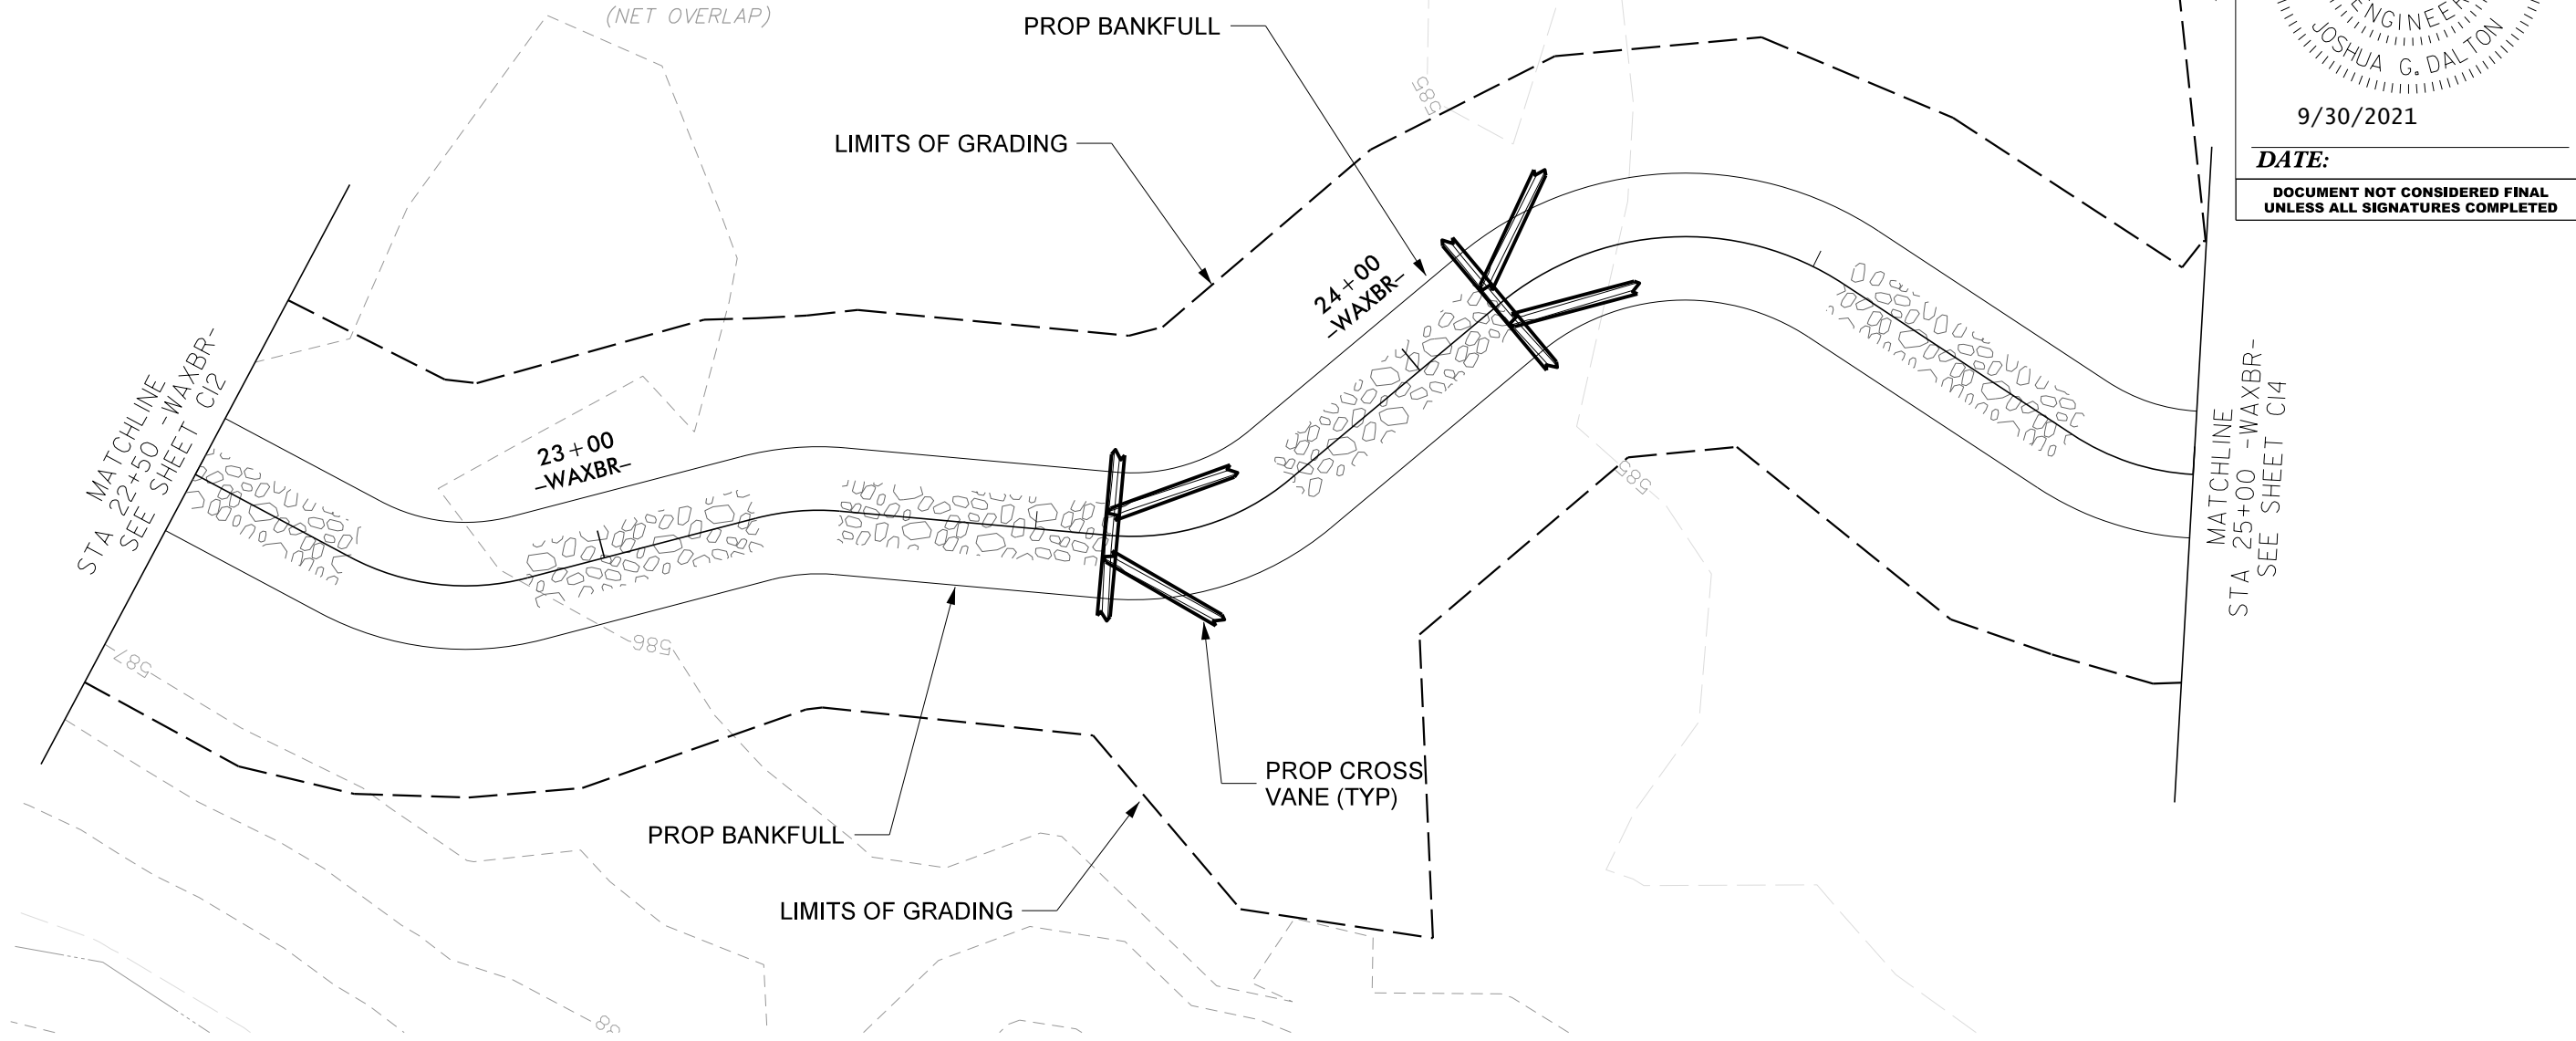 (NET OVERLAP)
PROP BANKFULL
ENGINEER
JOSHUA G. DALTON
9/30/2021
DATE:
DOCUMENT NOT CONSIDERED FINAL
UNLESS ALL SIGNATURES COMPLETED
585
LIMITS OF GRADING
24+00
-WAXBR-
MATCHLINE
STA 22+50 -WAXBR-
SEE SHEET C12
23+00
-WAXBR-
585
MATCHLINE
STA 25+00 -WAXBR-
SEE SHEET C14
587
586
PROP CROSS
VANE (TYP)
PROP BANKFULL
LIMITS OF GRADING